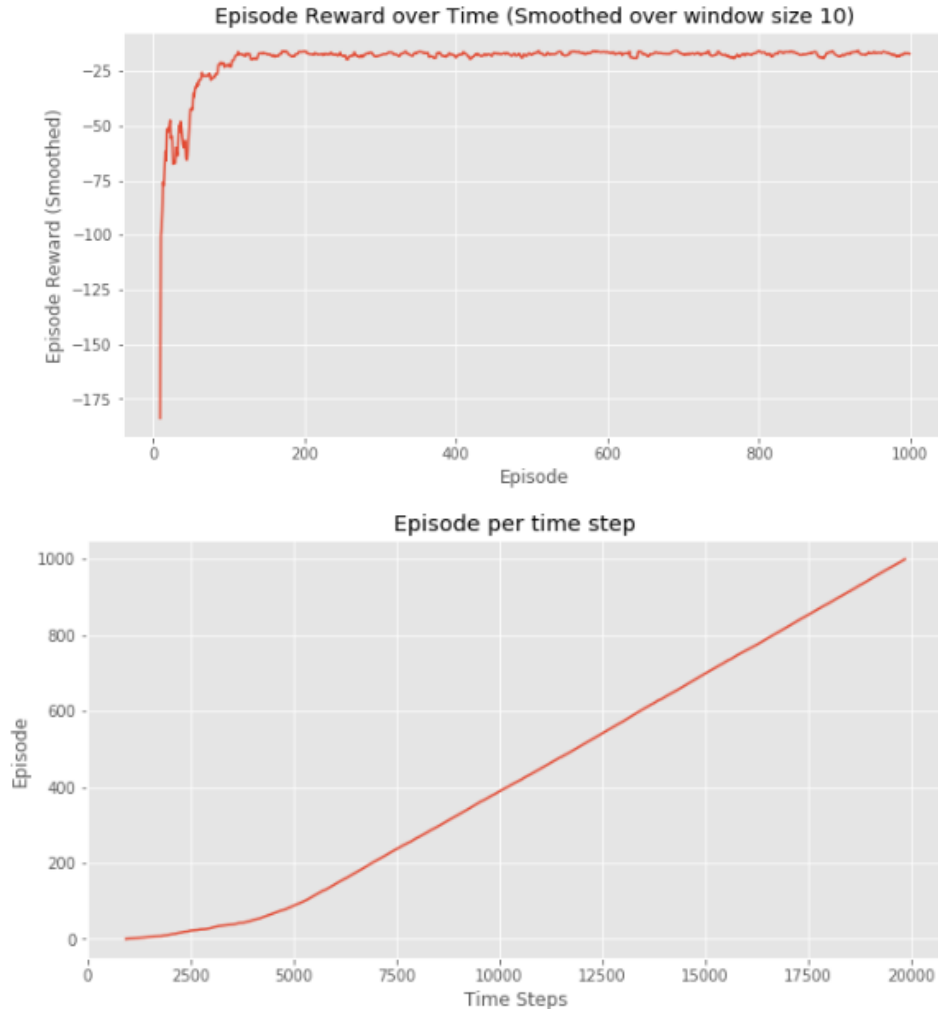 Episode Reward over Time (Smoothed over window size 10)
Episode Reward (Smoothed)
−25
−50
−75
−100
−125
−150
−175
0 200 400 600 800 1000
Episode
Episode per time step
Episode
1000
800
600
400
200
0
0 2500 5000 7500 10000 12500 15000 17500 20000
Time Steps